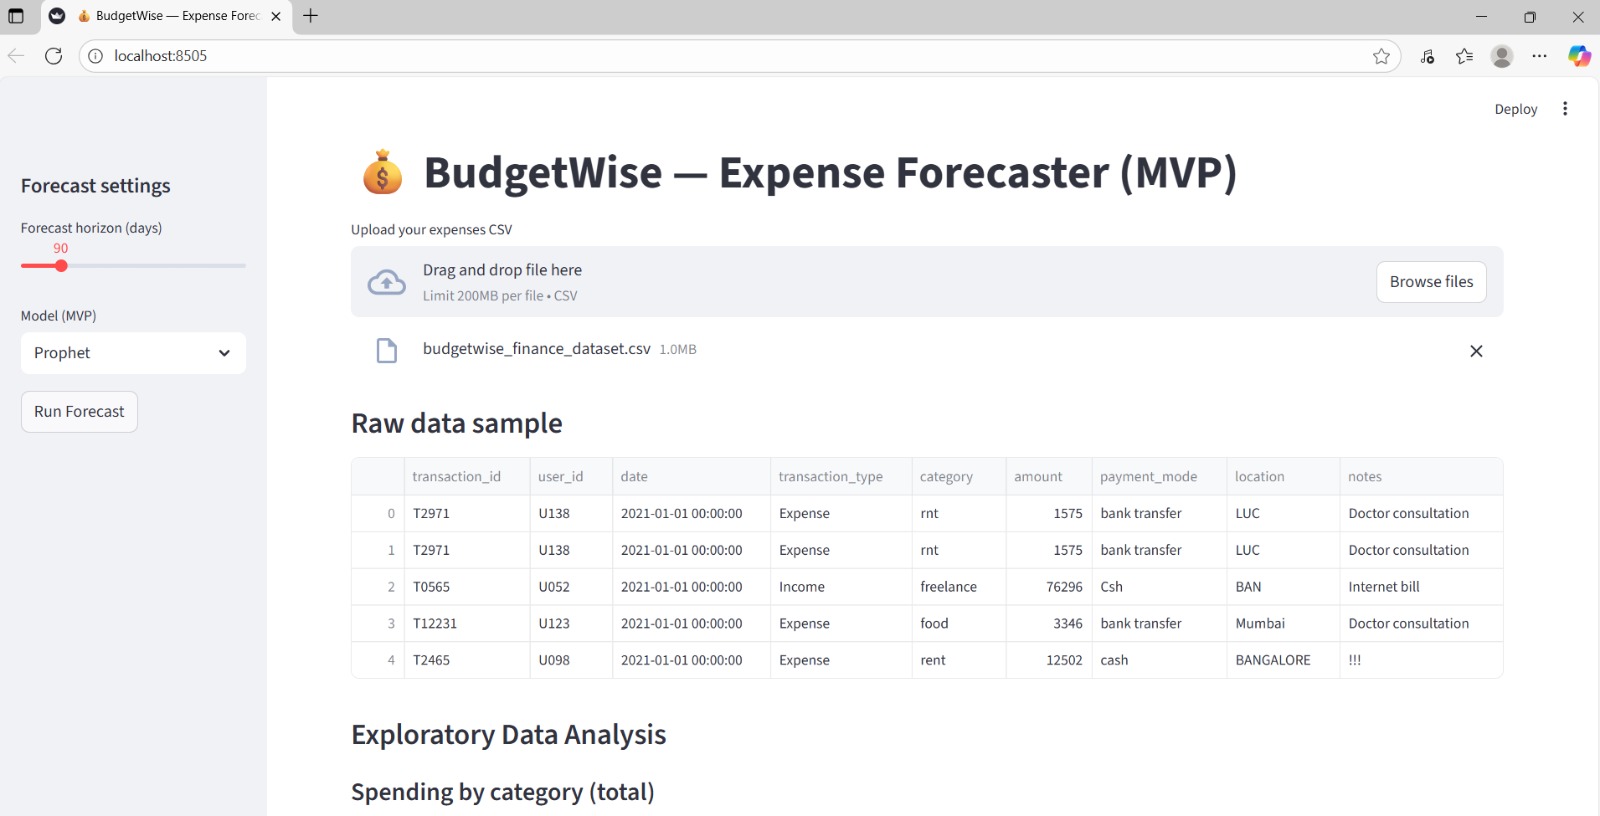 BudgetWise — Expense Forec
localhost:8505
Deploy
Forecast settings
Forecast horizon (days)
90
Model (MVP)
Prophet
Run Forecast
BudgetWise — Expense Forecaster (MVP)
Upload your expenses CSV
Drag and drop file here
Limit 200MB per file • CSV
Browse files
budgetwise_finance_dataset.csv 1.0MB
Raw data sample
transaction_id user_id date transaction_type category amount payment_mode location notes
0 T2971 U138 2021-01-01 00:00:00 Expense rnt 1575 bank transfer LUC Doctor consultation
1 T2971 U138 2021-01-01 00:00:00 Expense rnt 1575 bank transfer LUC Doctor consultation
2 T0565 U052 2021-01-01 00:00:00 Income freelance 76296 Csh BAN Internet bill
3 T12231 U123 2021-01-01 00:00:00 Expense food 3346 bank transfer Mumbai Doctor consultation
4 T2465 U098 2021-01-01 00:00:00 Expense rent 12502 cash BANGALORE !!!
Exploratory Data Analysis
Spending by category (total)